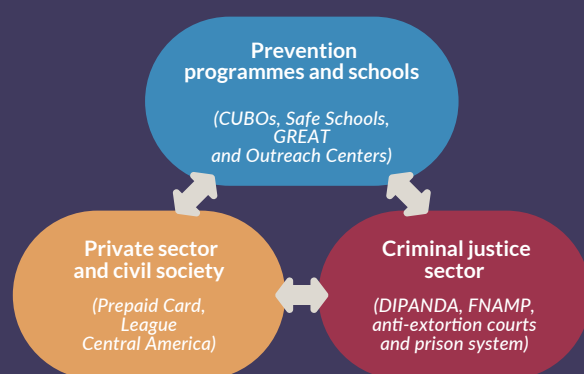 Prevention
programmes and schools
(CUBOs, Safe Schools,
GREAT
and Outreach Centers)
Private sector
and civil society
(Prepaid Card,
League
Central America)
Criminal justice
sector
(DIPANDA, FNAMP,
anti-extortion courts
and prison system)